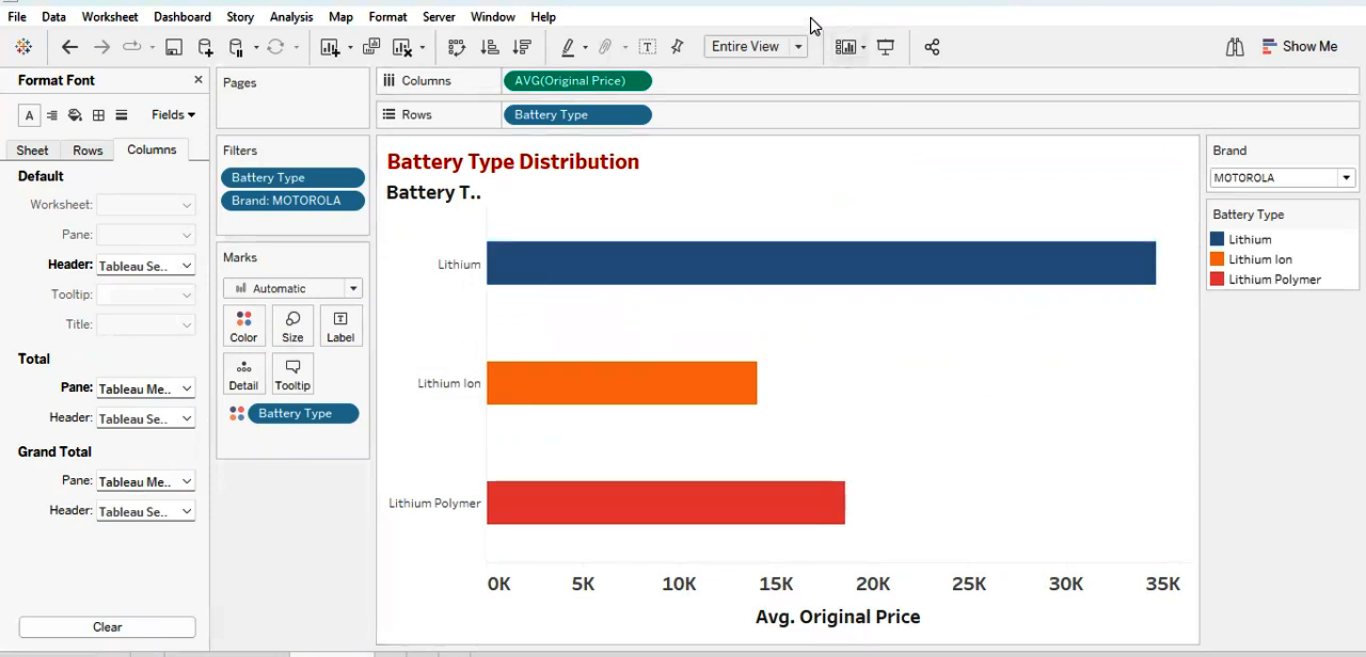 File Data Worksheet Dashboard Story Analysis Map Format Server Window Help
Entire View
Show Me
Format Font
Fields
Sheet Rows Columns
Default
Worksheet:
Pane:
Header: Tableau Se..
Tooltip:
Title:
Total
Pane: Tableau Me..
Header: Tableau Se..
Grand Total
Pane: Tableau Me..
Header: Tableau Se..
Clear
Pages
Filters
Battery Type
Brand: MOTOROLA
Marks
Automatic
Color Size Label
Detail Tooltip
Battery Type
Columns AVG(Original Price)
Rows Battery Type
Battery Type Distribution
Battery T..
Lithium
Lithium Ion
Lithium Polymer
0K 5K 10K 15K 20K 25K 30K 35K
Avg. Original Price
Brand
MOTOROLA
Battery Type
Lithium
Lithium Ion
Lithium Polymer